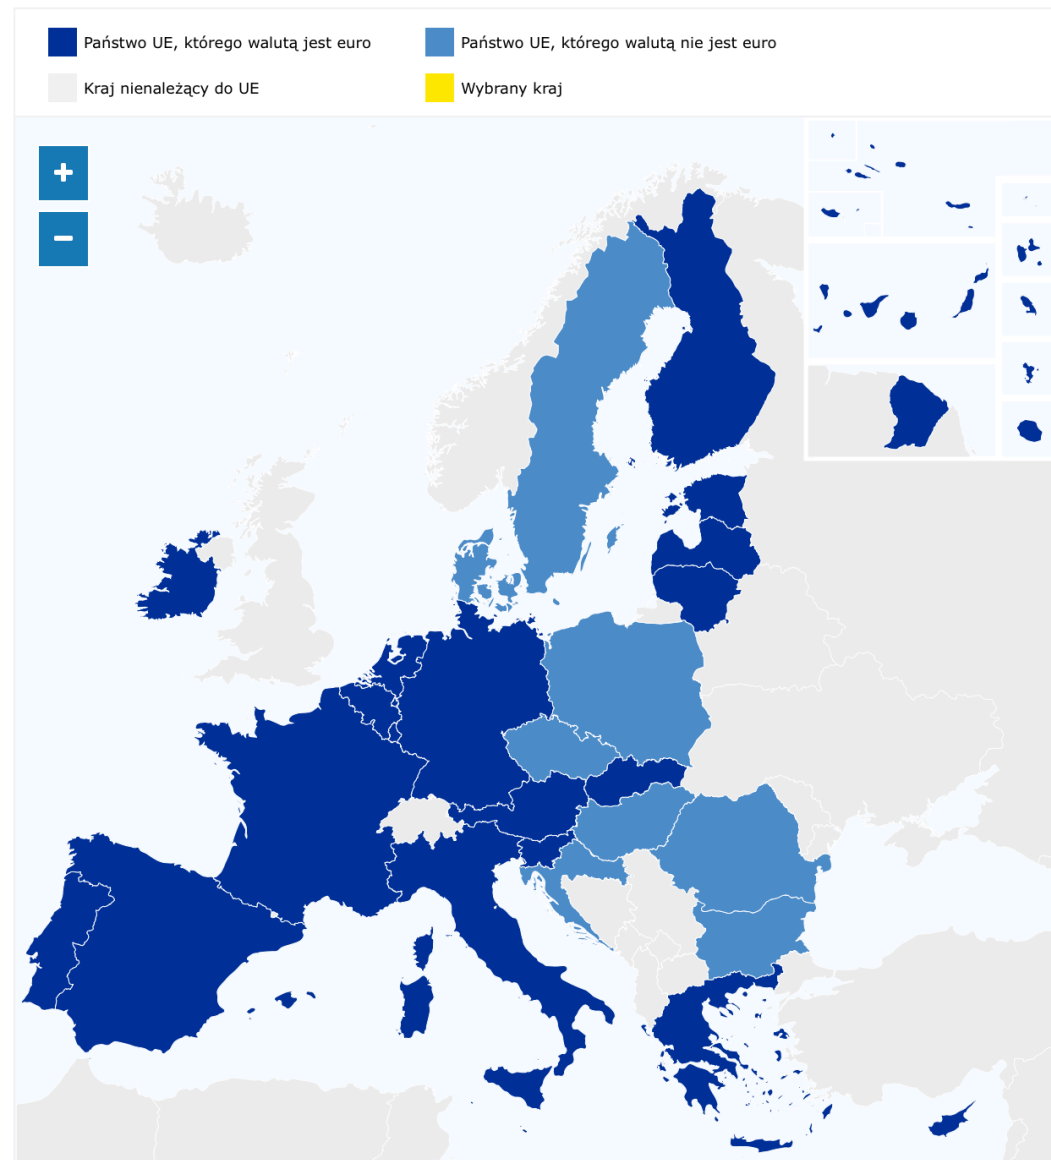 Państwo UE, którego walutą jest euro
Państwo UE, którego walutą nie jest euro
Kraj nienależący do UE
Wybrany kraj
+
−